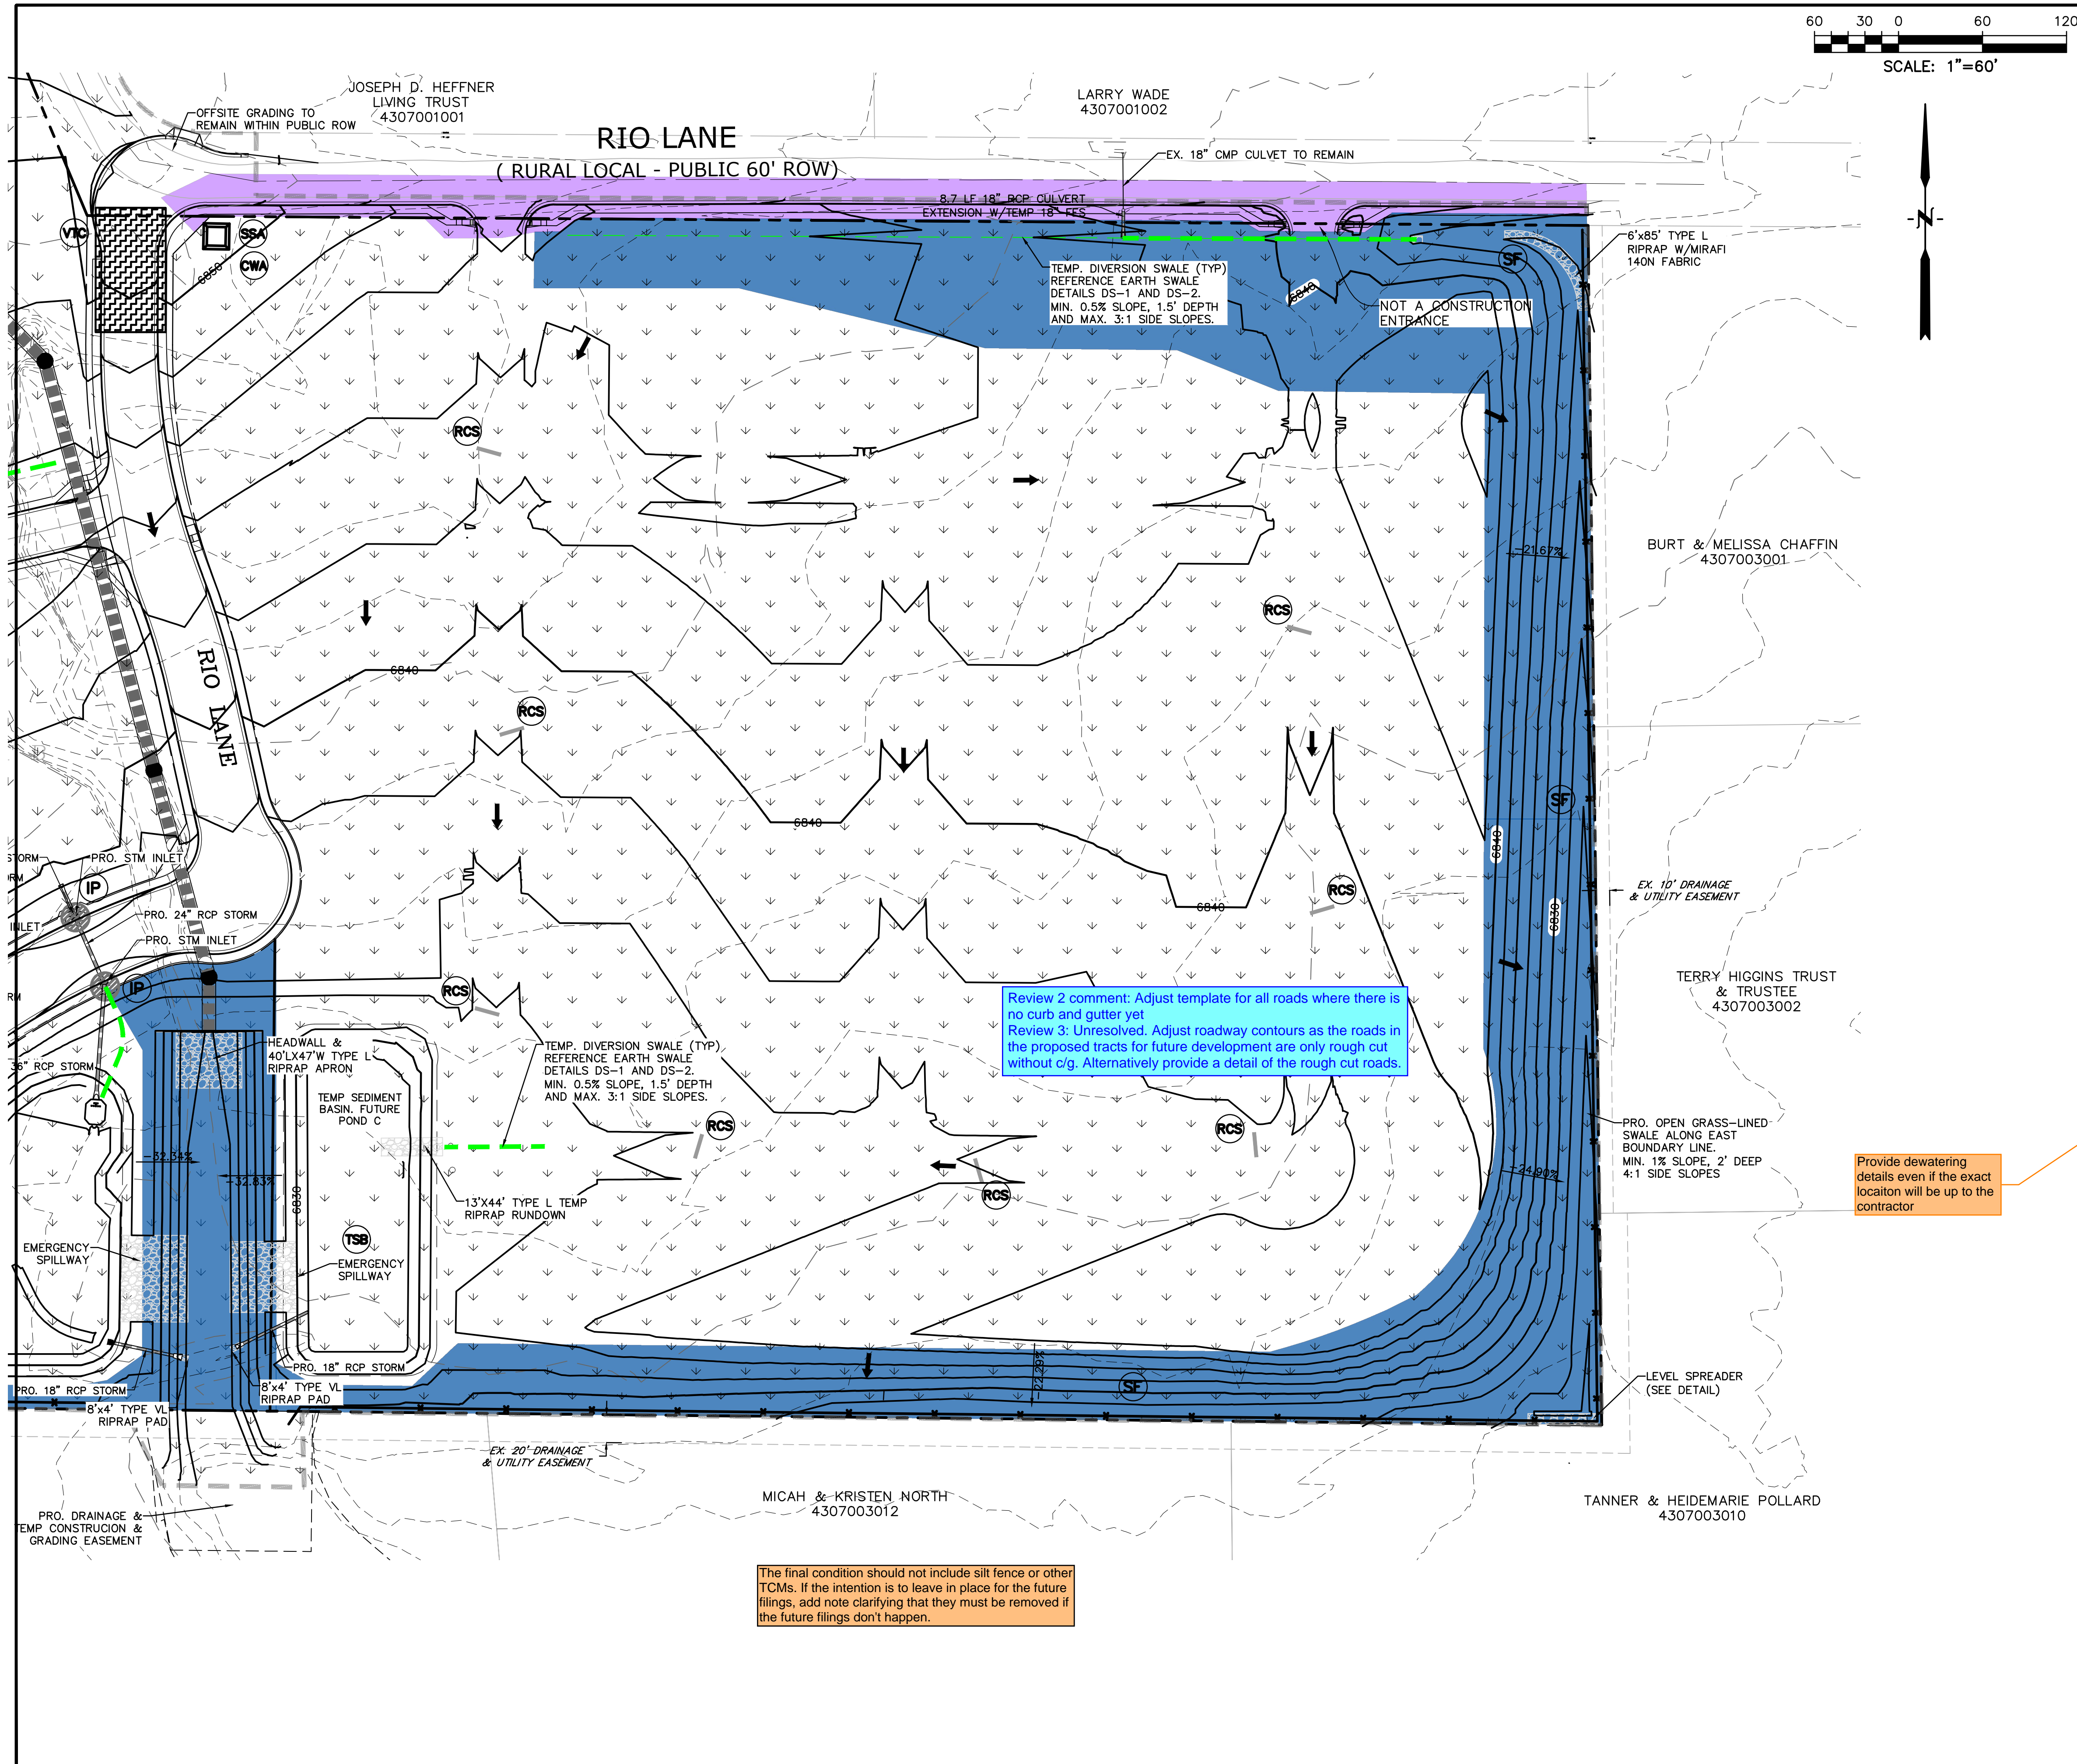 60 30 0 60 120
SCALE: 1"=60'
JOSEPH D. HEFFNER
LIVING TRUST
4307001001
OFFSITE GRADING TO
REMAIN WITHIN PUBLIC ROW
LARRY WADE
4307001002
RIO LANE
( RURAL LOCAL - PUBLIC 60' ROW)
EX. 18" CMP CULVET TO REMAIN
8.7 LF 18" RCP CULVERT
EXTENSION W/TEMP 18" FES
N
VTC
SSA
CWA
6850
TEMP. DIVERSION SWALE (TYP)
REFERENCE EARTH SWALE
DETAILS DS-1 AND DS-2.
MIN. 0.5% SLOPE, 1.5' DEPTH
AND MAX. 3:1 SIDE SLOPES.
6840
NOT A CONSTRUCTION
ENTRANCE
SF
6'x85' TYPE L
RIPRAP W/MIRAFI
140N FABRIC
RCS
-21.67%
BURT & MELISSA CHAFFIN
4307003001
RCS
RIO LANE
6840
RCS
SF
6840
6840
STORM
PRO. STM INLET
RM
IP
RCS
EX. 10' DRAINAGE
& UTILITY EASEMENT
6840
6830
PRO. 24" RCP STORM
INLET
PRO. STM INLET
IP
RCS
RM
TERRY HIGGINS TRUST
& TRUSTEE
4307003002
Review 2 comment: Adjust template for all roads where there is
no curb and gutter yet
Review 3: Unresolved. Adjust roadway contours as the roads in
the proposed tracts for future development are only rough cut
without c/g. Alternatively provide a detail of the rough cut roads.
HEADWALL &
40'LX47'W TYPE L
RIPRAP APRON
36" RCP STORM
TEMP. DIVERSION SWALE (TYP)
REFERENCE EARTH SWALE
DETAILS DS-1 AND DS-2.
MIN. 0.5% SLOPE, 1.5' DEPTH
AND MAX. 3:1 SIDE SLOPES.
TEMP SEDIMENT
BASIN. FUTURE
POND C
RCS
RCS
PRO. OPEN GRASS-LINED
SWALE ALONG EAST
BOUNDARY LINE.
MIN. 1% SLOPE, 2' DEEP
4:1 SIDE SLOPES
-32.34%
-32.83%
6830
-24.90%
Provide dewatering
details even if the exact
locaiton will be up to the
contractor
13'X44' TYPE L TEMP
RIPRAP RUNDOWN
RCS
TSB
EMERGENCY
SPILLWAY
EMERGENCY
SPILLWAY
PRO. 18" RCP STORM
-22.29%
SF
LEVEL SPREADER
(SEE DETAIL)
PRO. 18" RCP STORM
8'x4' TYPE VL
RIPRAP PAD
8'x4' TYPE VL
RIPRAP PAD
EX. 20' DRAINAGE
& UTILITY EASEMENT
MICAH & KRISTEN NORTH
4307003012
TANNER & HEIDEMARIE POLLARD
4307003010
PRO. DRAINAGE &
TEMP CONSTRUCION &
GRADING EASEMENT
The final condition should not include silt fence or other
TCMs. If the intention is to leave in place for the future
filings, add note clarifying that they must be removed if
the future filings don't happen.